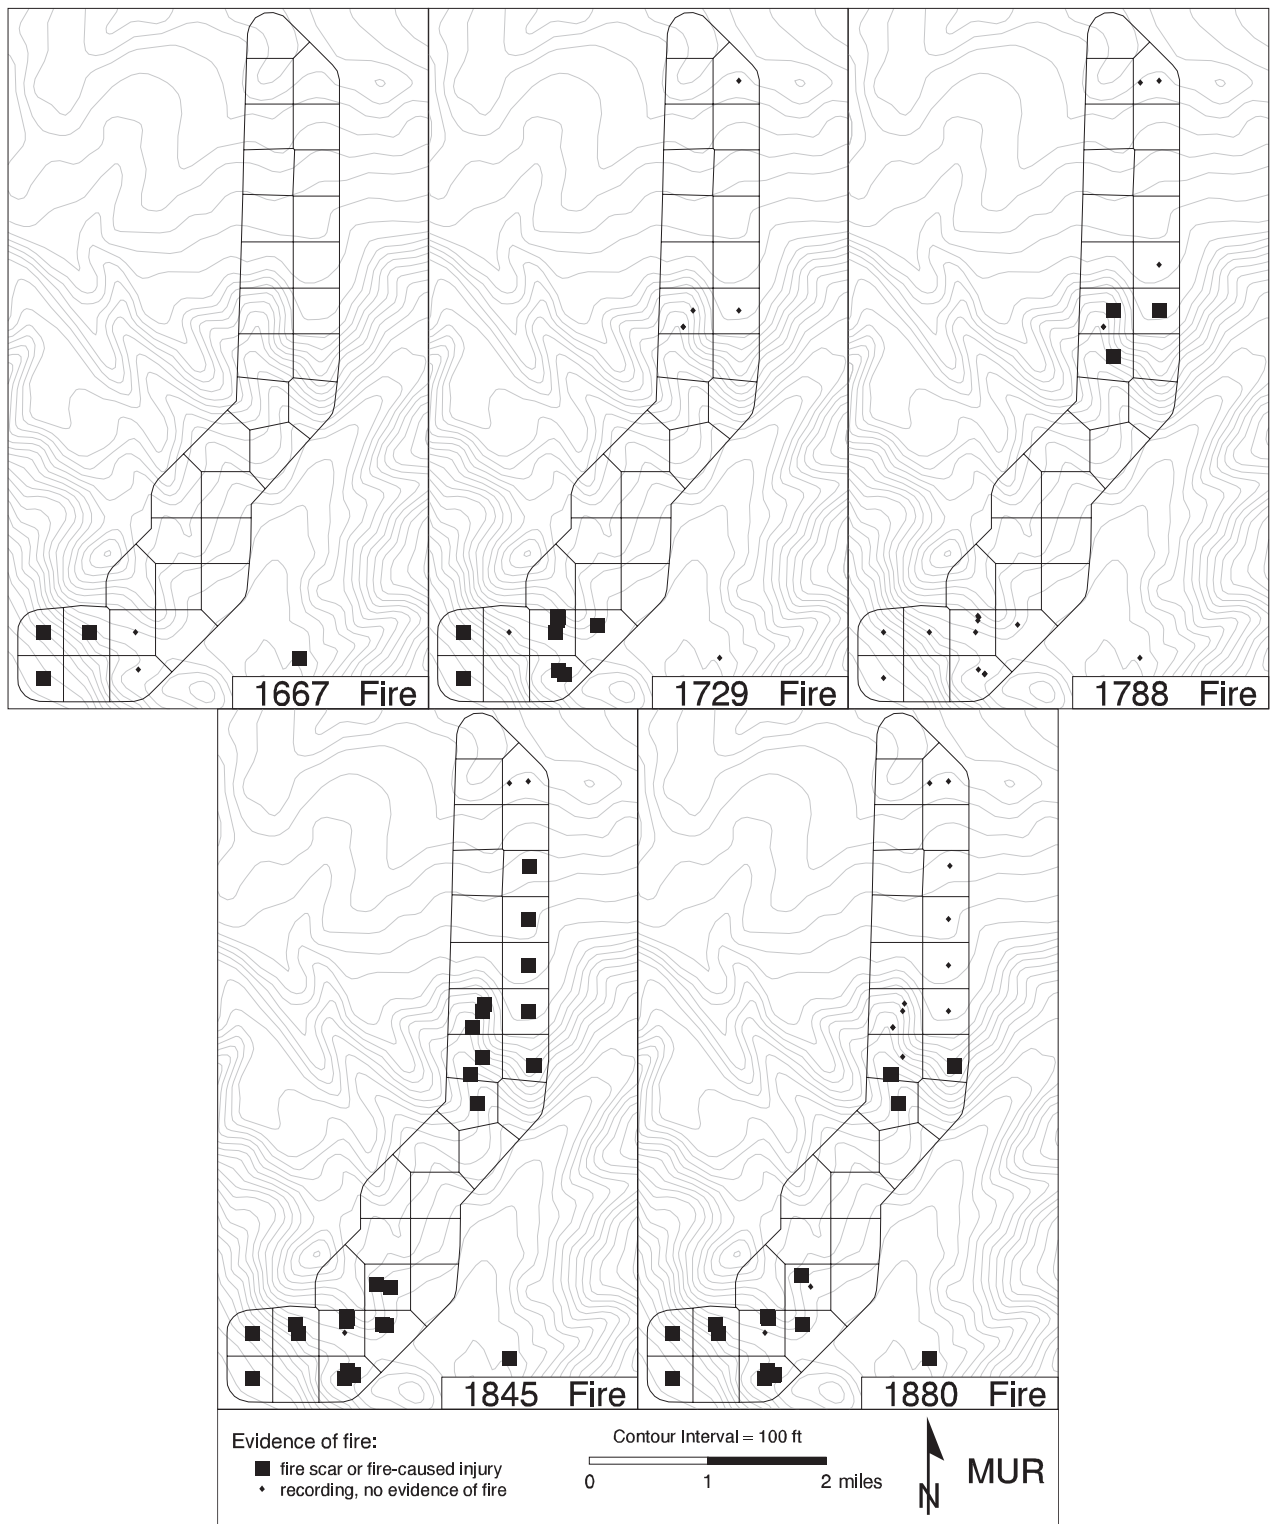 1667 Fire
1729 Fire
1788 Fire
1845 Fire
1880 Fire
Evidence of fire:
fire scar or fire-caused injury
recording, no evidence of fire
Contour Interval = 100 ft
0 1 2 miles
N
MUR